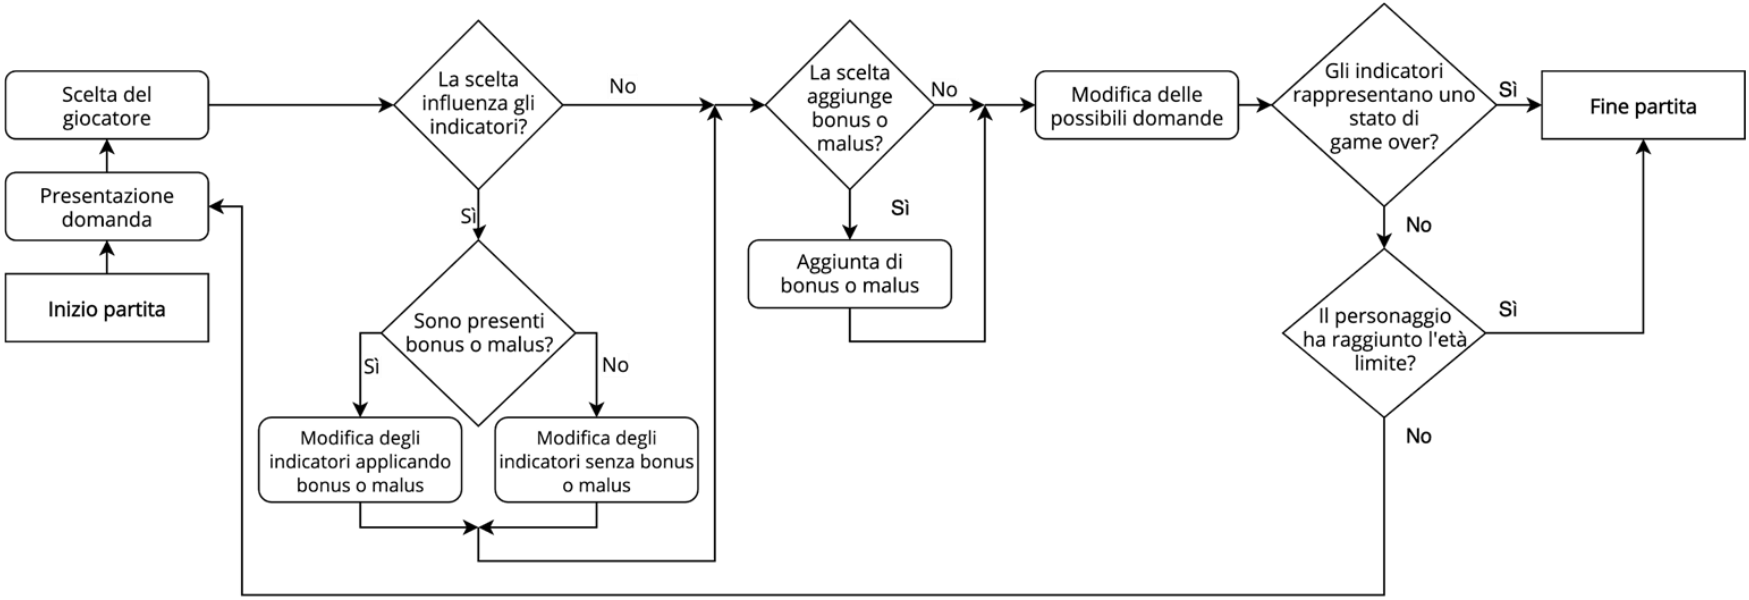 Scelta del
giocatore
Presentazione
domanda
Inizio partita
La scelta
influenza gli
indicatori?
No
Sì
Sono presenti
bonus o malus?
Sì
No
Modifica degli
indicatori applicando
bonus o malus
Modifica degli
indicatori senza bonus
o malus
La scelta
aggiunge
bonus o
malus?
No
Sì
Aggiunta di
bonus o malus
Modifica delle
possibili domande
Gli indicatori
rappresentano uno
stato di
game over?
Sì
No
Fine partita
Il personaggio
ha raggiunto l'età
limite?
Sì
No